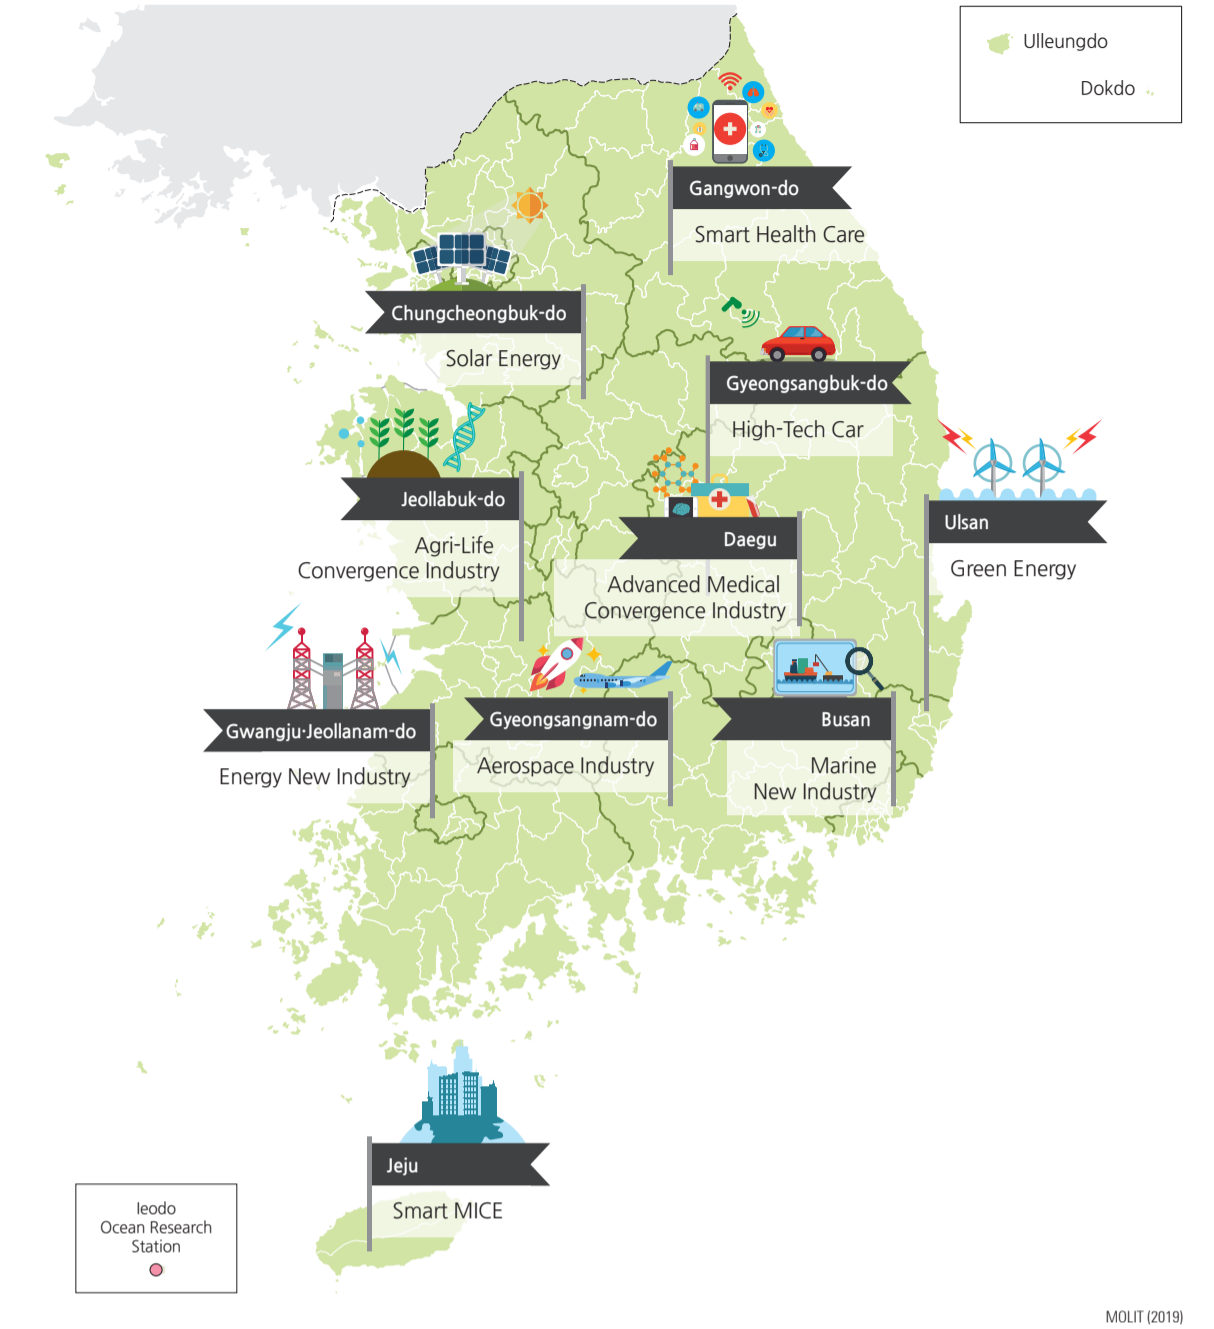 Ulleungdo
Dokdo
Gangwon-do
Smart Health Care
Chungcheongbuk-do
Solar Energy
Gyeongsangbuk-do
High-Tech Car
Jeollabuk-do
Agri-Life
Convergence Industry
Daegu
Advanced Medical
Convergence Industry
Ulsan
Green Energy
Gwangju·Jeollanam-do
Energy New Industry
Gyeongsangnam-do
Aerospace Industry
Busan
Marine
New Industry
Jeju
Smart MICE
Ieodo
Ocean Research
Station
MOLIT (2019)